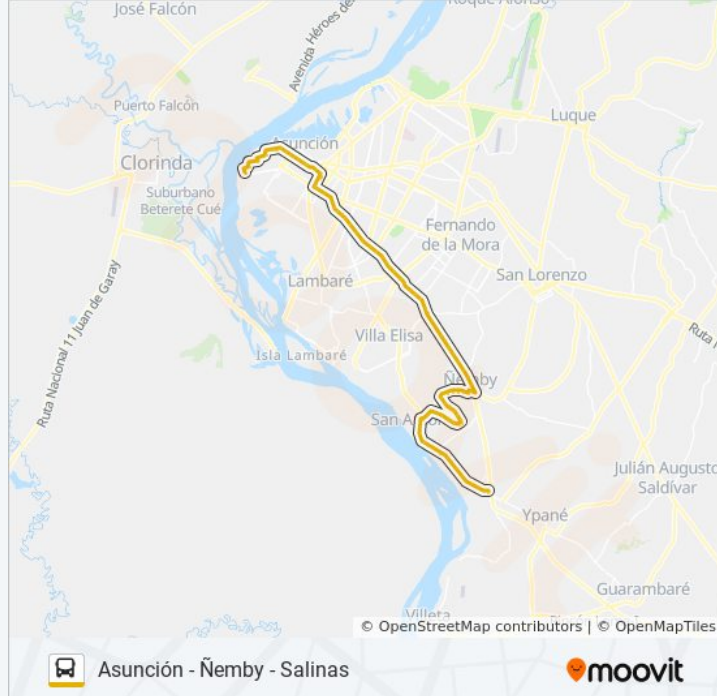 José Falcón
Roque Alonso
Avenida Héroes de
Puerto Falcón
Luque
Asunción
Clorinda
Suburbano
Beterete Cué
Fernando
de la Mora
San Lorenzo
Lambaré
Ruta Nacional 11 Juan de Garay
Villa Elisa
Isla Lambaré
Ruta
Ñemby
San A
Julián Augusto
Saldívar
Ypané
Guarambaré
Villeta
© OpenStreetMap contributors | © OpenMapTiles
Asunción - Ñemby - Salinas
moovit